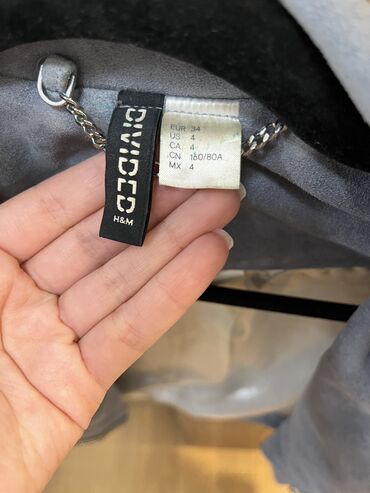 DIVIDED
H&M
EUR 34
US 4
CA 4
CN 160/80A
MX 4